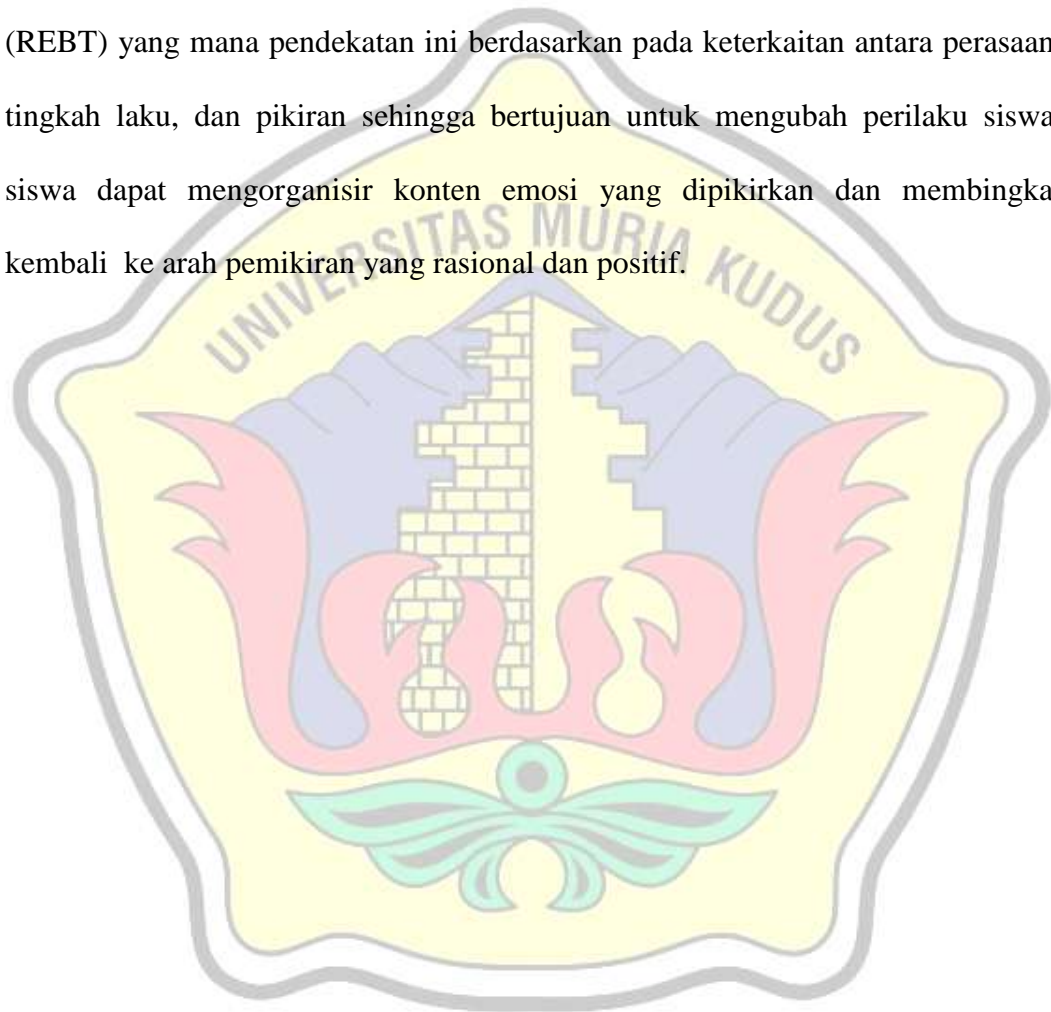 (REBT) yang mana pendekatan ini berdasarkan pada keterkaitan antara perasaan
tingkah laku, dan pikiran sehingga bertujuan untuk mengubah perilaku siswa
siswa dapat mengorganisir konten emosi yang dipikirkan dan membingka
kembali ke arah pemikiran yang rasional dan positif.
UNIVERSITAS MURIA KUDUS